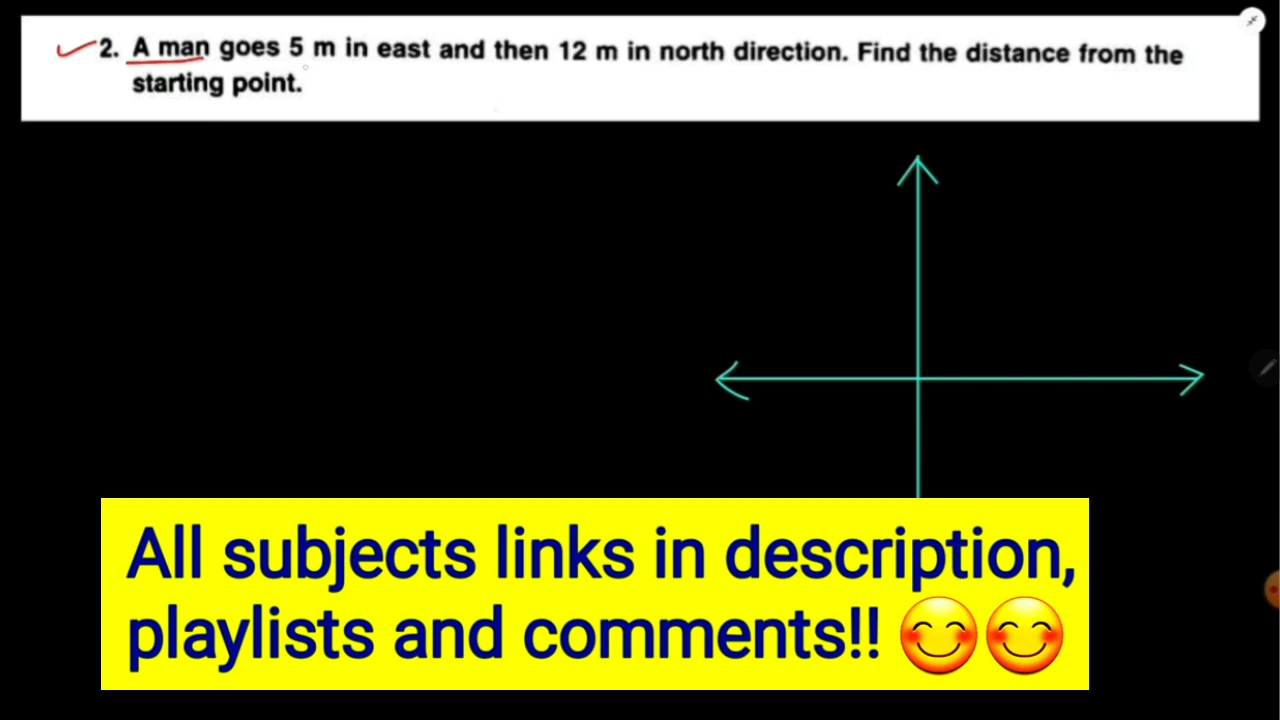 2. A man goes 5 m in east and then 12 m in north direction. Find the distance from the
starting point.
All subjects links in description,
playlists and comments!! 😊😊